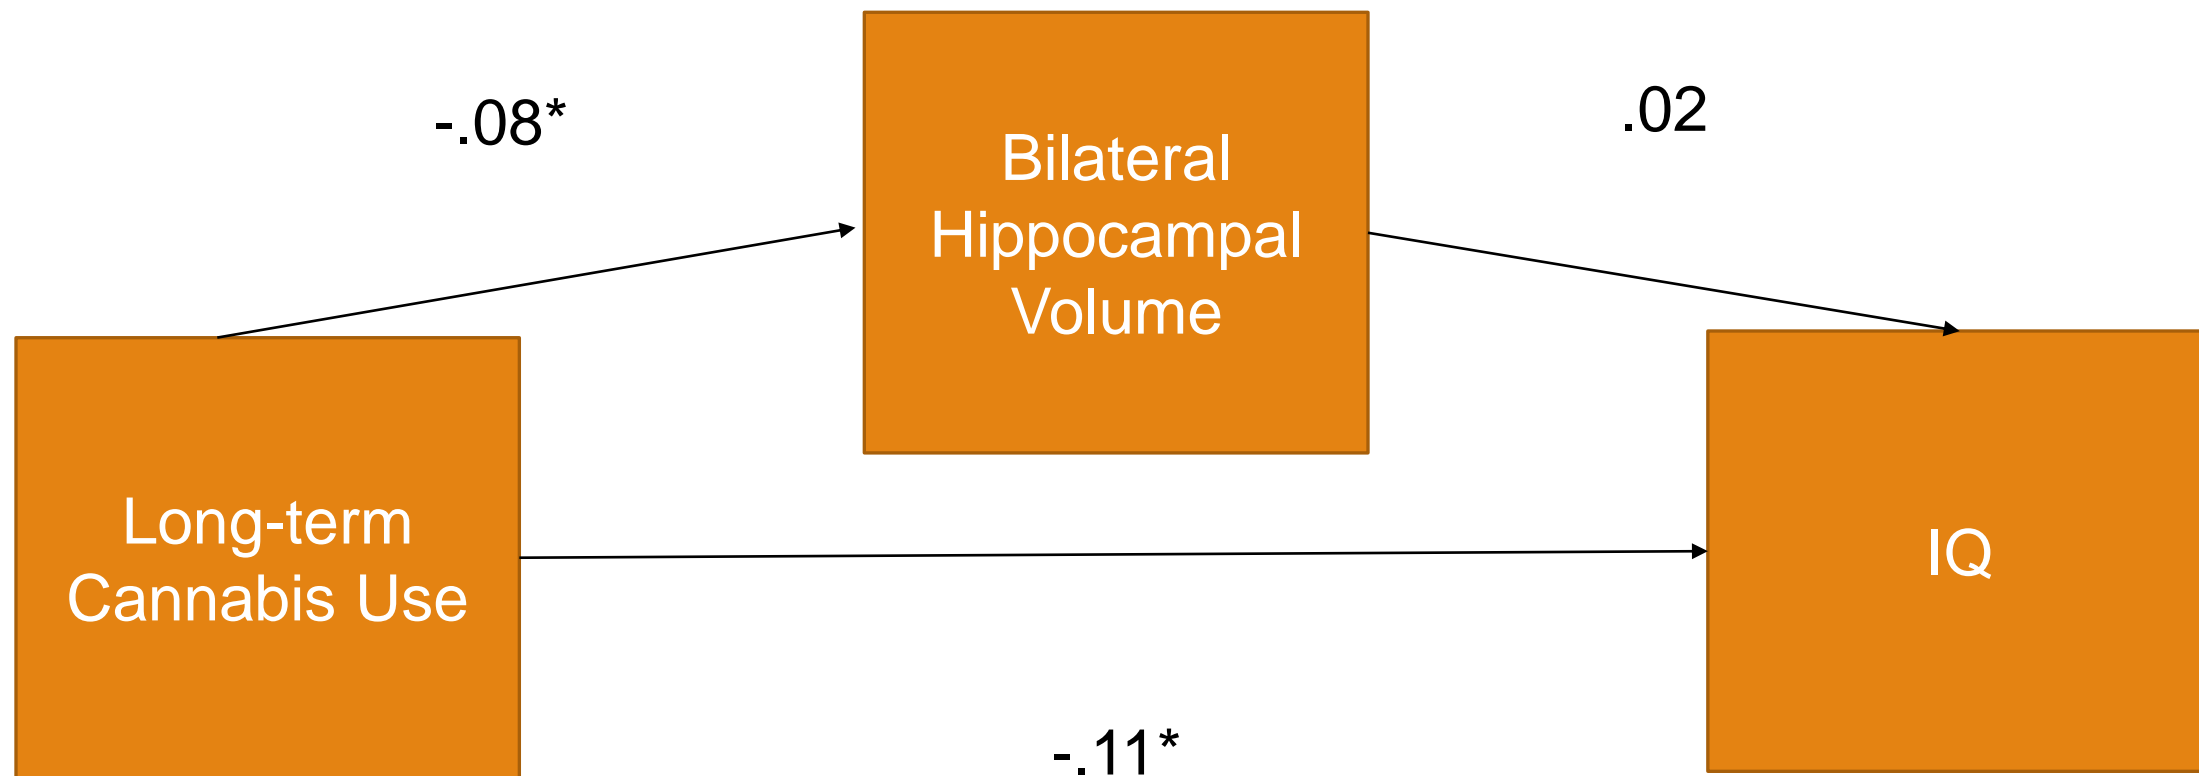 -.08*
.02
Bilateral
Hippocampal
Volume
Long-term
Cannabis Use
IQ
-.11*